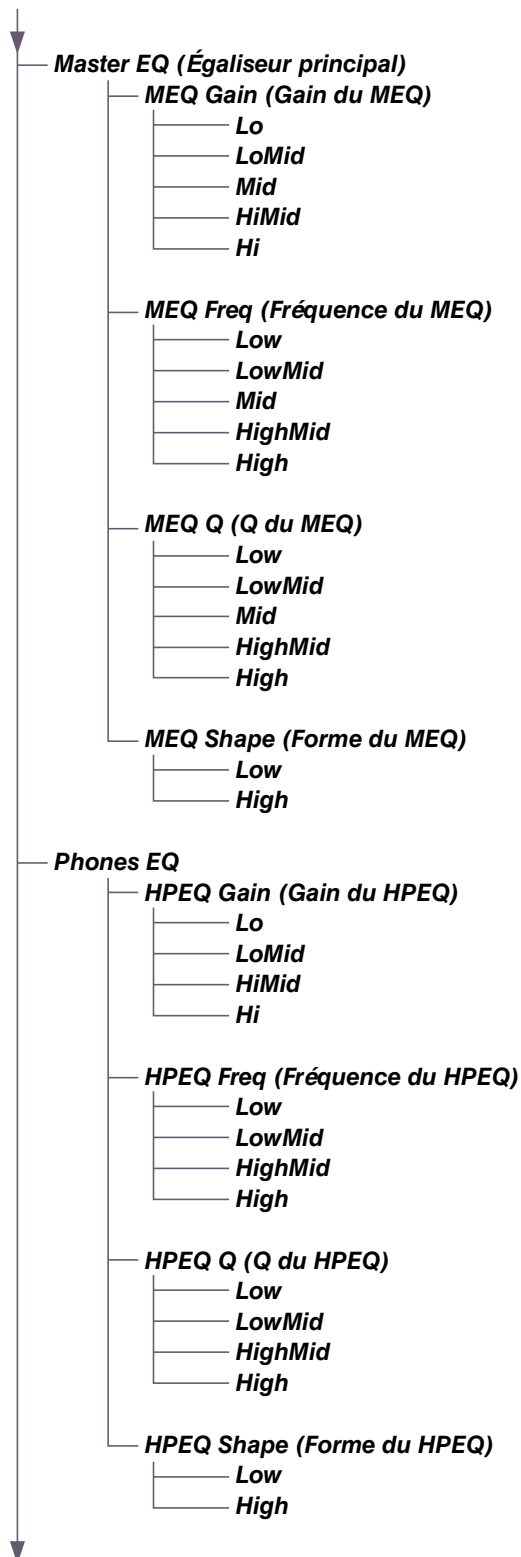 Master EQ (Égaliseur principal)
MEQ Gain (Gain du MEQ)
Lo
LoMid
Mid
HiMid
Hi
MEQ Freq (Fréquence du MEQ)
Low
LowMid
Mid
HighMid
High
MEQ Q (Q du MEQ)
Low
LowMid
Mid
HighMid
High
MEQ Shape (Forme du MEQ)
Low
High
Phones EQ
HPEQ Gain (Gain du HPEQ)
Lo
LoMid
HiMid
Hi
HPEQ Freq (Fréquence du HPEQ)
Low
LowMid
HighMid
High
HPEQ Q (Q du HPEQ)
Low
LowMid
HighMid
High
HPEQ Shape (Forme du HPEQ)
Low
High